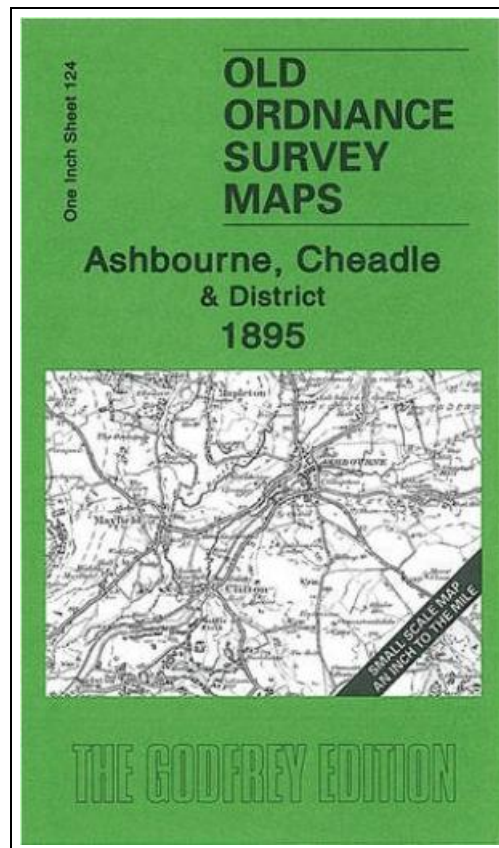 One Inch Sheet 124
OLD
ORDNANCE
SURVEY
MAPS
Ashbourne, Cheadle
& District
1895
Mapleton
ASHBOURNE
Mayfield
Clifton
SMALL SCALE MAP
AN INCH TO THE MILE
THE GODFREY EDITION